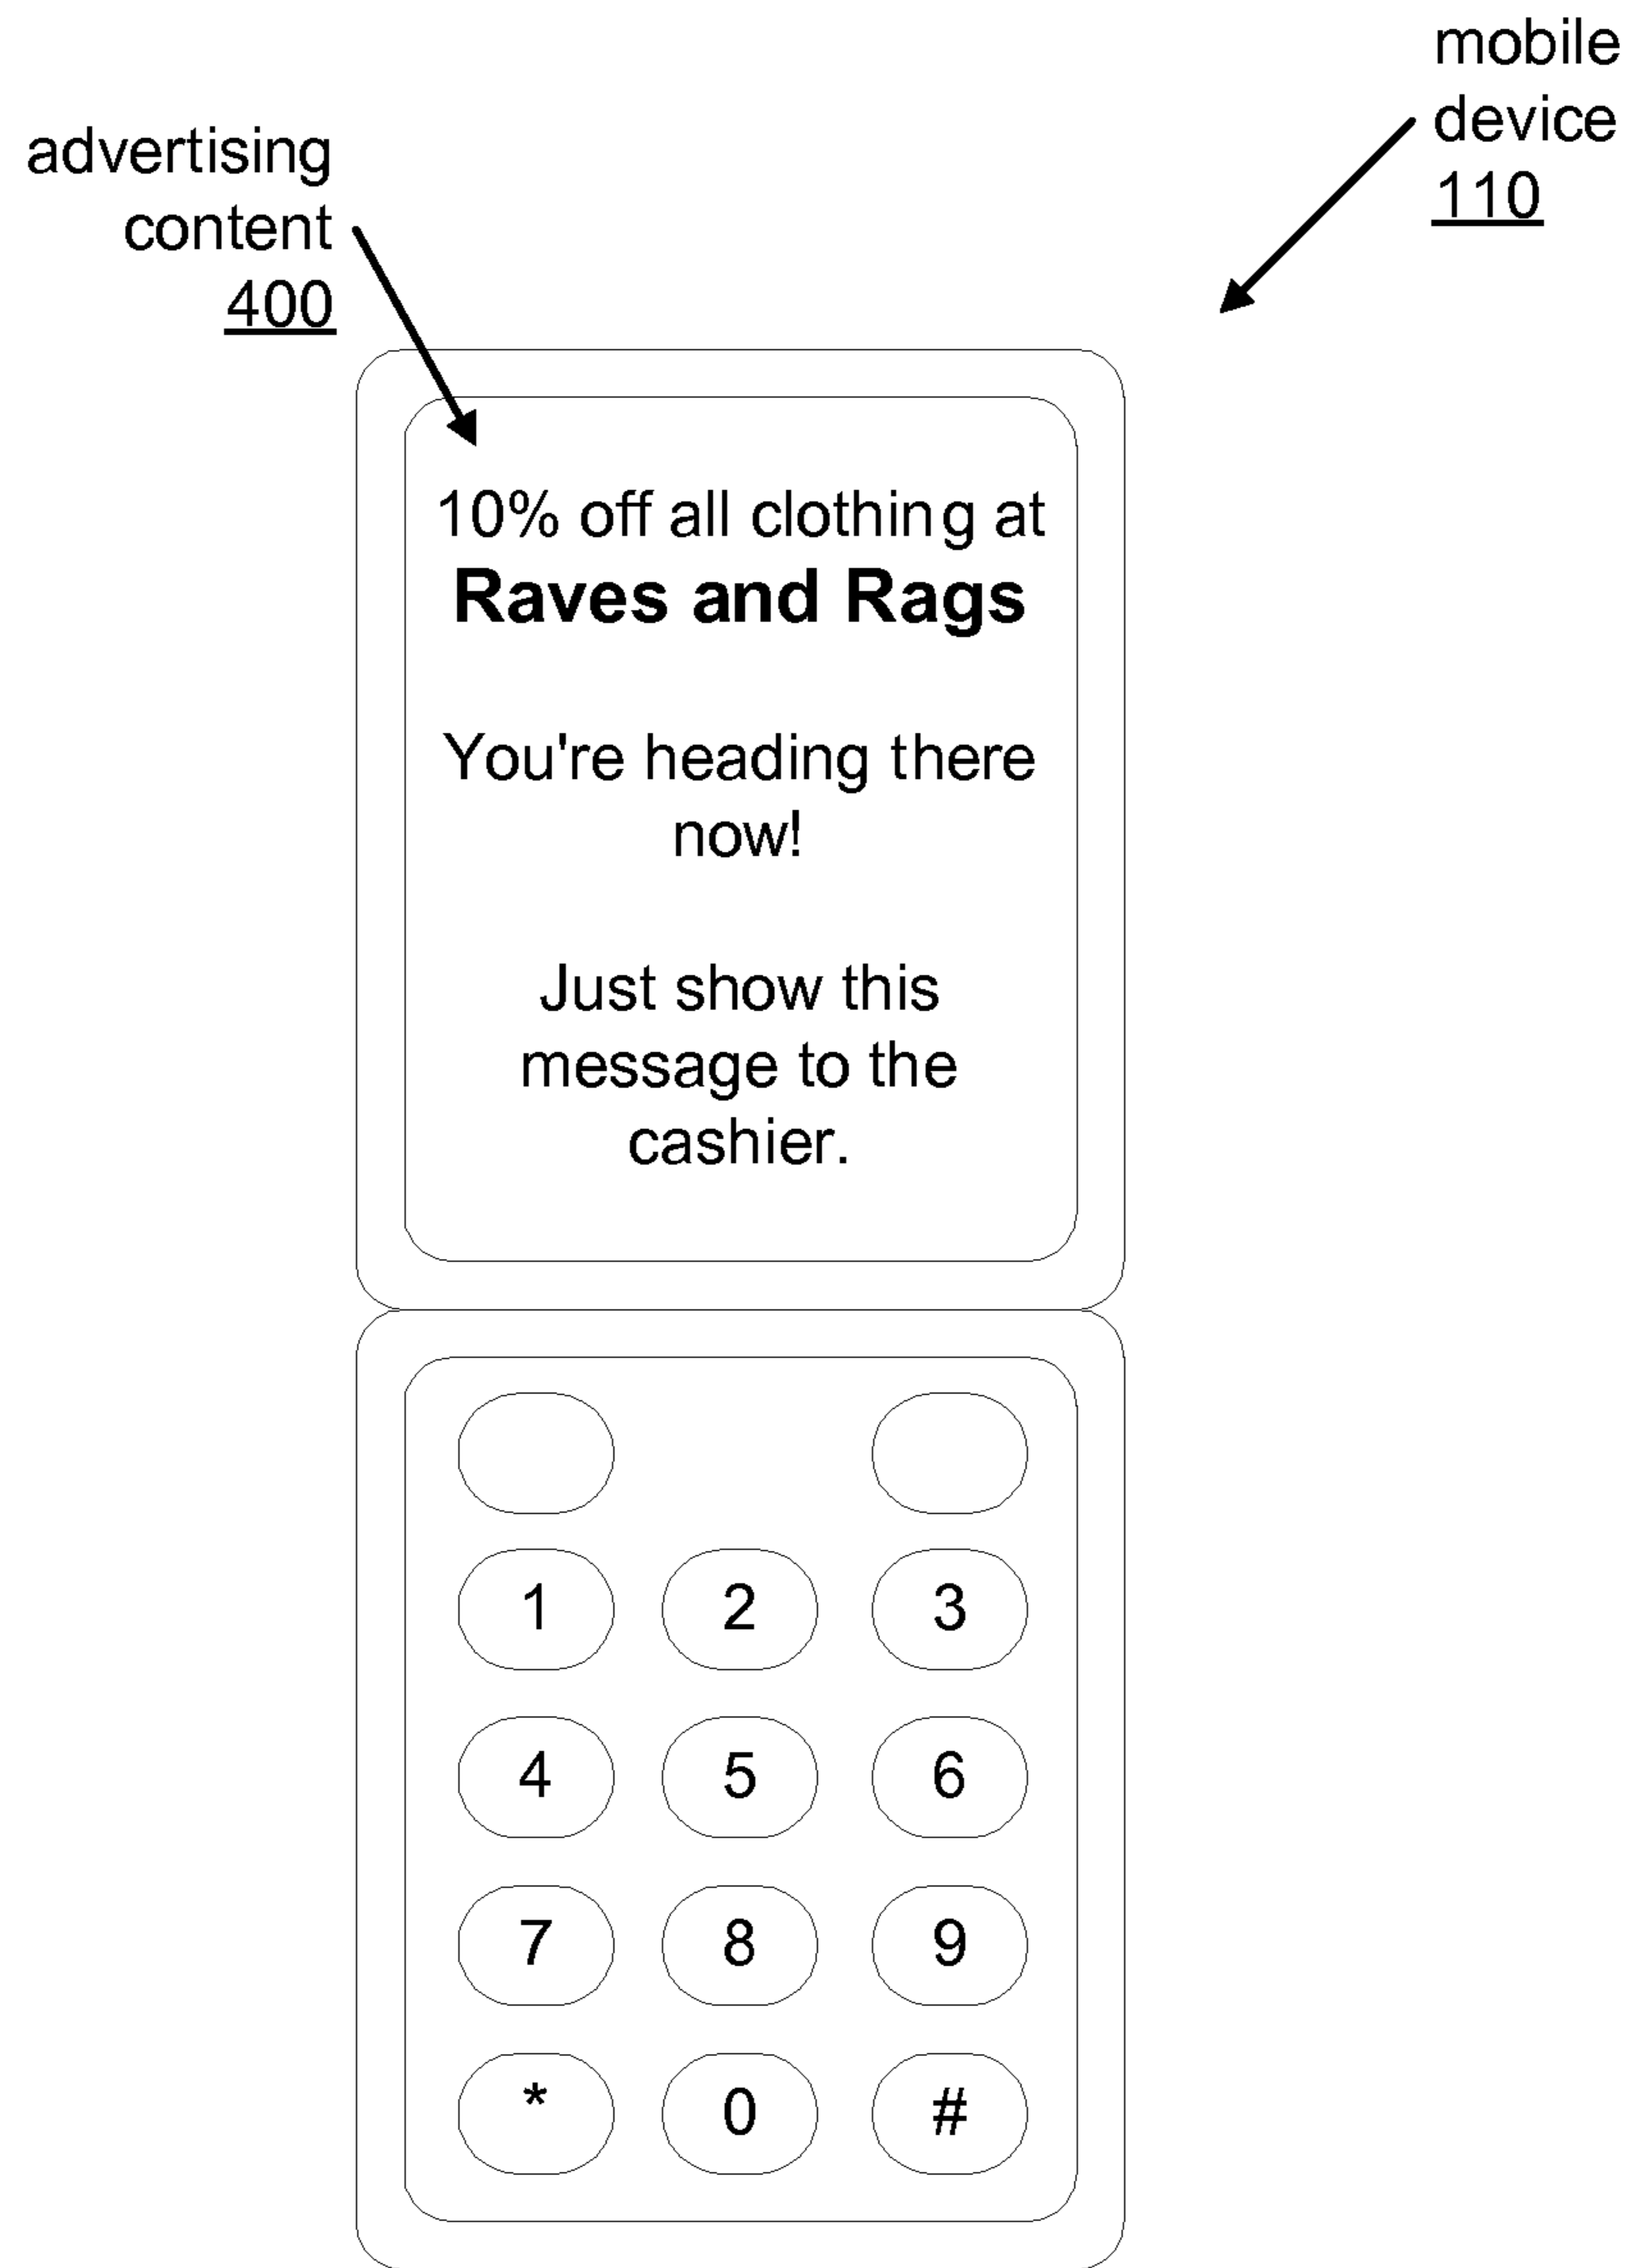 mobile
device
110
advertising
content
400
10% off all clothing at
Raves and Rags
You're heading there
now!
Just show this
message to the
cashier.
1 2 3
4 5 6
7 8 9
* 0 #